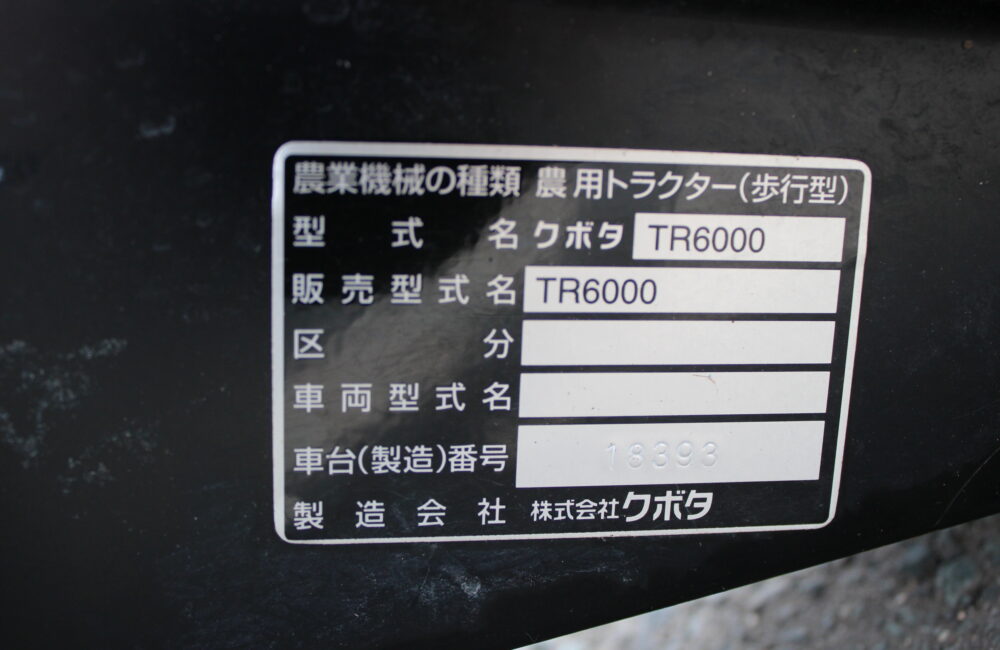 農業機械の種類 農用トラクター(歩行型)
型式名 クボタ TR6000
販売型式名 TR6000
区分
車両型式名
車台(製造)番号 18393
製造会社 株式会社クボタ